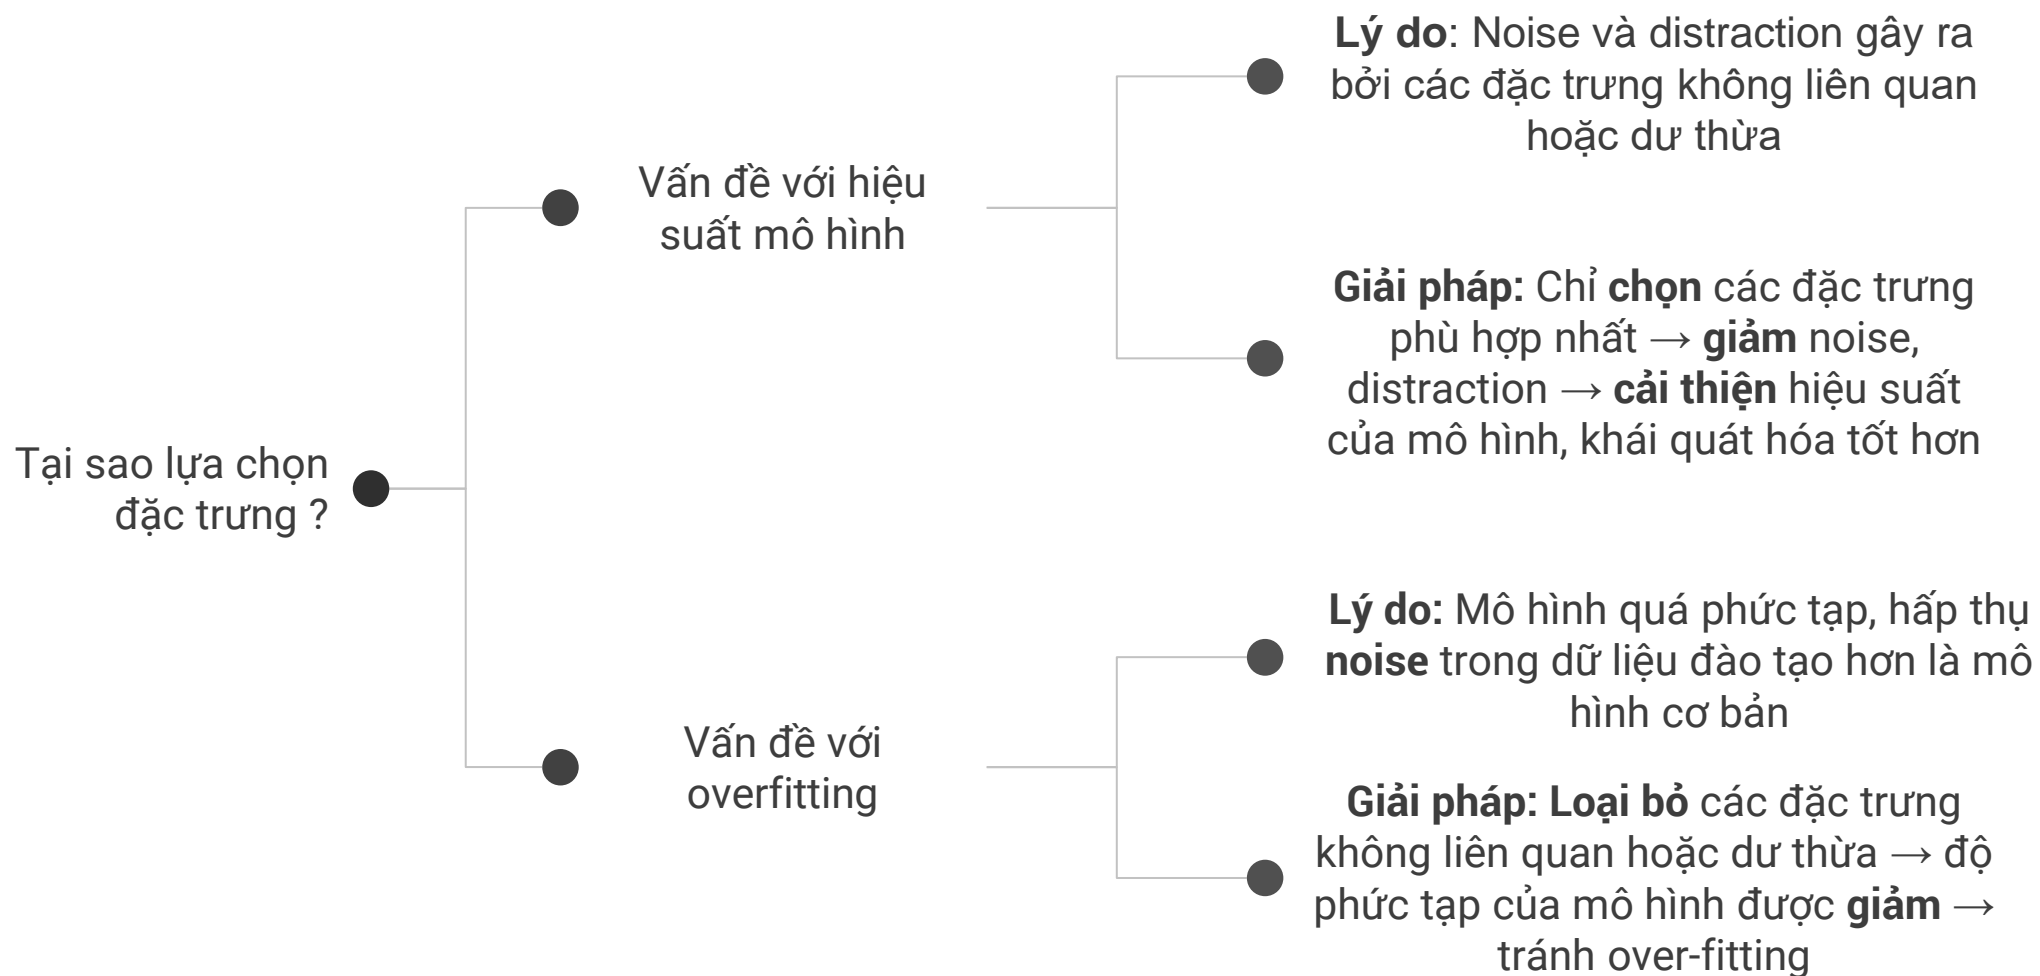 Tại sao lựa chọn
đặc trưng ?
Vấn đề với hiệu
suất mô hình
Lý do: Noise và distraction gây ra
bởi các đặc trưng không liên quan
hoặc dư thừa
Giải pháp: Chỉ chọn các đặc trưng
phù hợp nhất → giảm noise,
distraction → cải thiện hiệu suất
của mô hình, khái quát hóa tốt hơn
Vấn đề với
overfitting
Lý do: Mô hình quá phức tạp, hấp thụ
noise trong dữ liệu đào tạo hơn là mô
hình cơ bản
Giải pháp: Loại bỏ các đặc trưng
không liên quan hoặc dư thừa → độ
phức tạp của mô hình được giảm →
tránh over-fitting